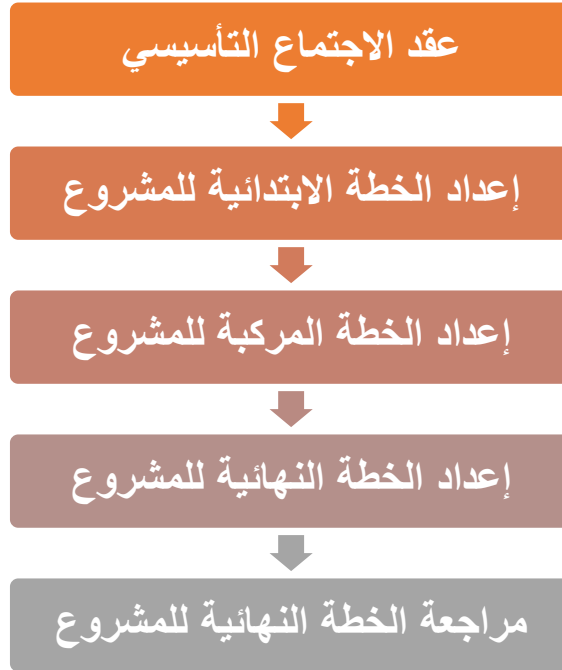 عقد الاجتماع التأسيسي
إعداد الخطة الابتدائية للمشروع
إعداد الخطة المركبة للمشروع
إعداد الخطة النهائية للمشروع
مراجعة الخطة النهائية للمشروع